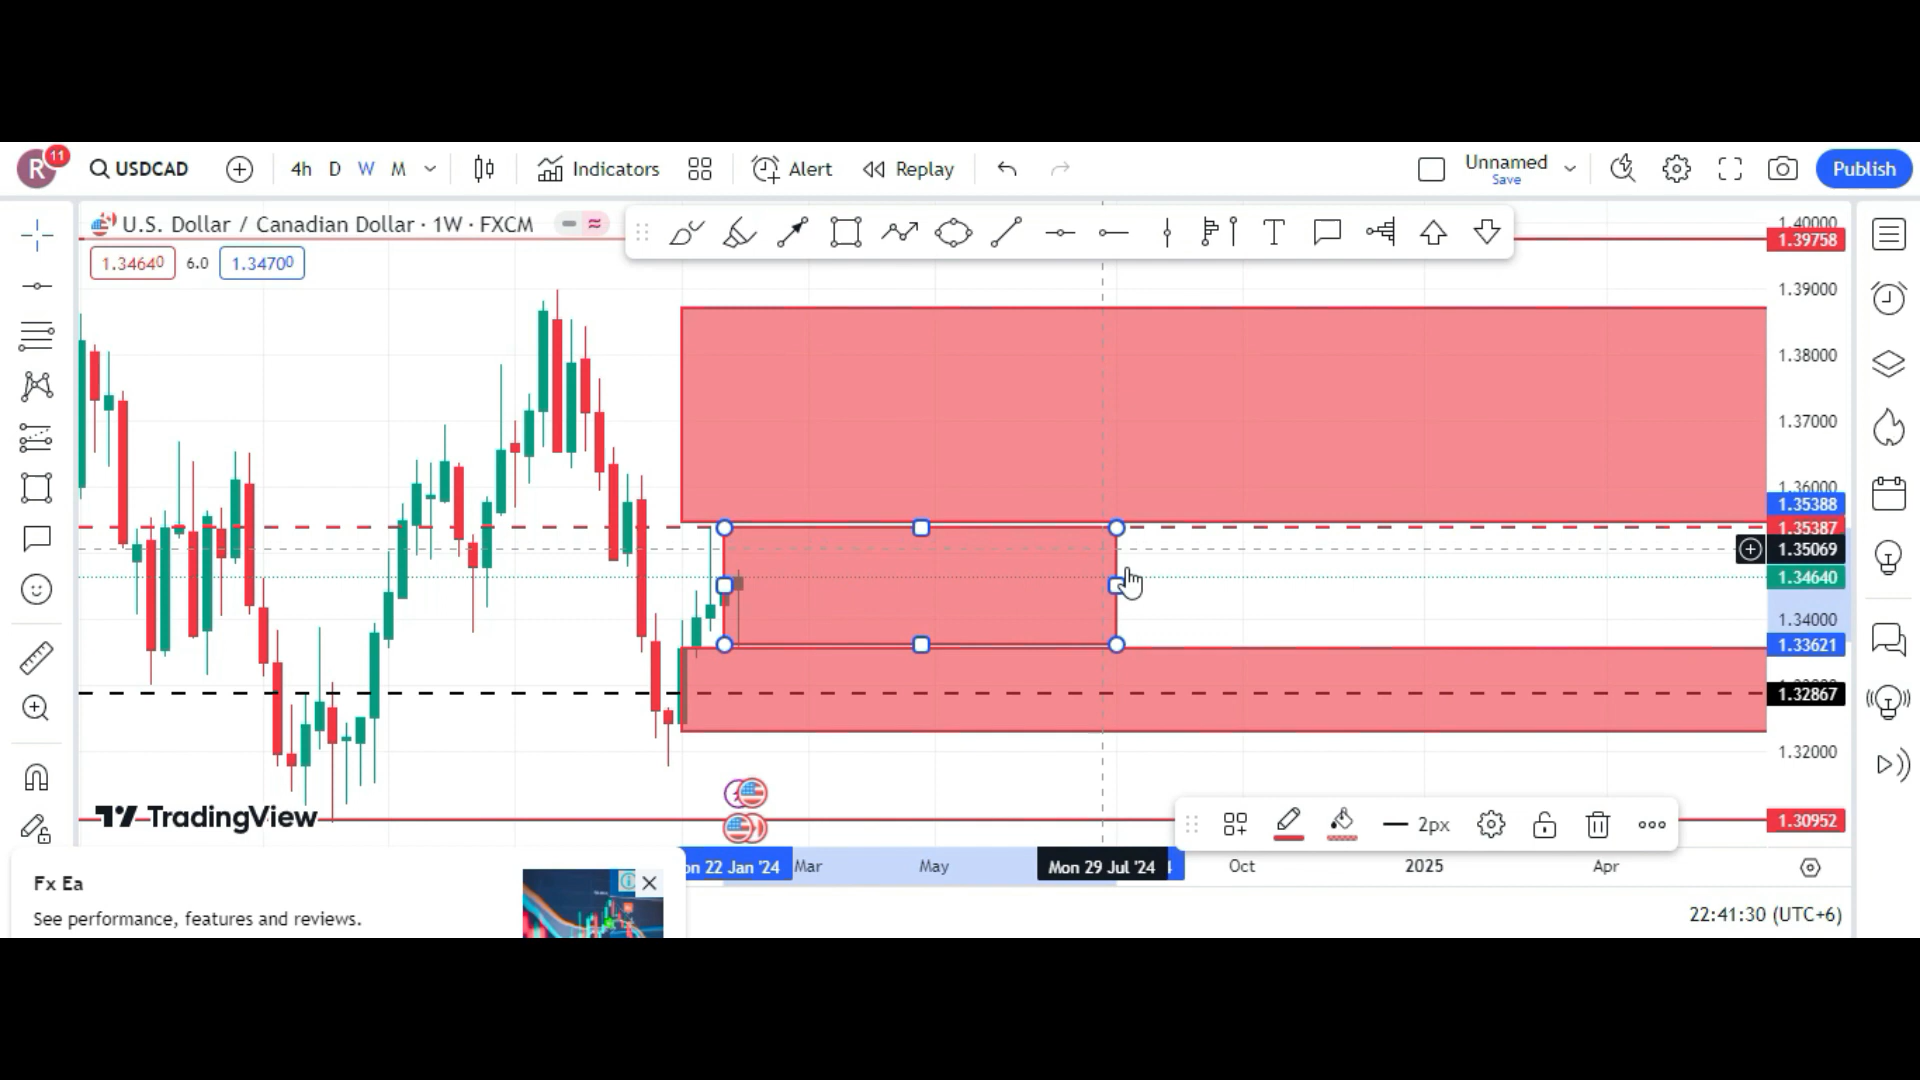 R 11 USDCAD 4h D W M Indicators Alert Replay Unnamed Save Publish
U.S. Dollar / Canadian Dollar · 1W · FXCM
1.34640 6.0 1.34700
1.40000
1.39758
1.39000
1.38000
1.37000
1.36000
1.35388
1.35387
1.35069
1.34640
1.34000
1.33621
1.32867
1.32000
1.30952
TradingView
2px
on 22 Jan '24 Mar May Mon 29 Jul '24 Oct 2025 Apr
Fx Ea
See performance, features and reviews.
22:41:30 (UTC+6)